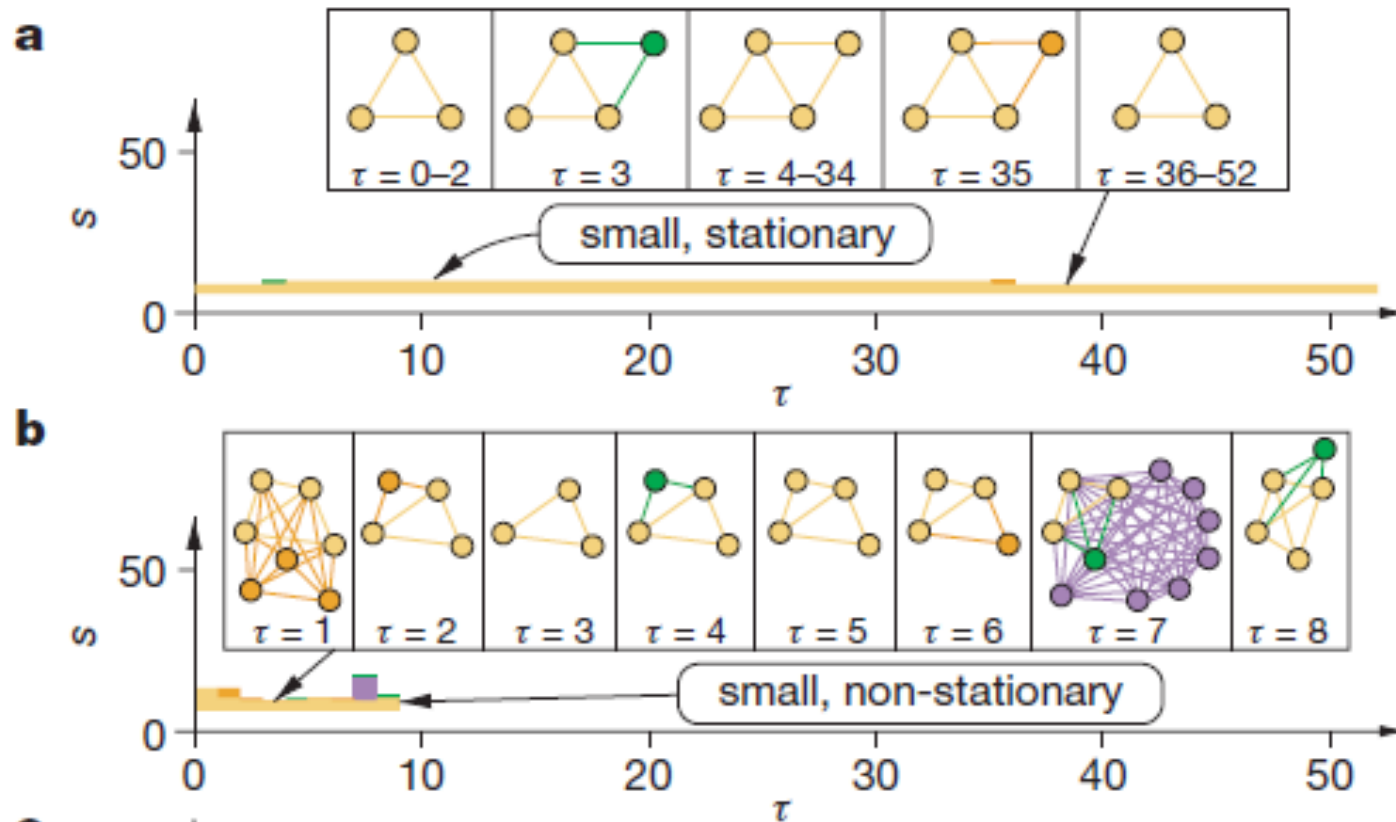 a
τ = 0–2 τ = 3 τ = 4–34 τ = 35 τ = 36–52
50
s
small, stationary
0
0 10 20 30 40 50
τ
b
τ = 1 τ = 2 τ = 3 τ = 4 τ = 5 τ = 6 τ = 7 τ = 8
50
s
small, non-stationary
0
0 10 20 30 40 50
τ